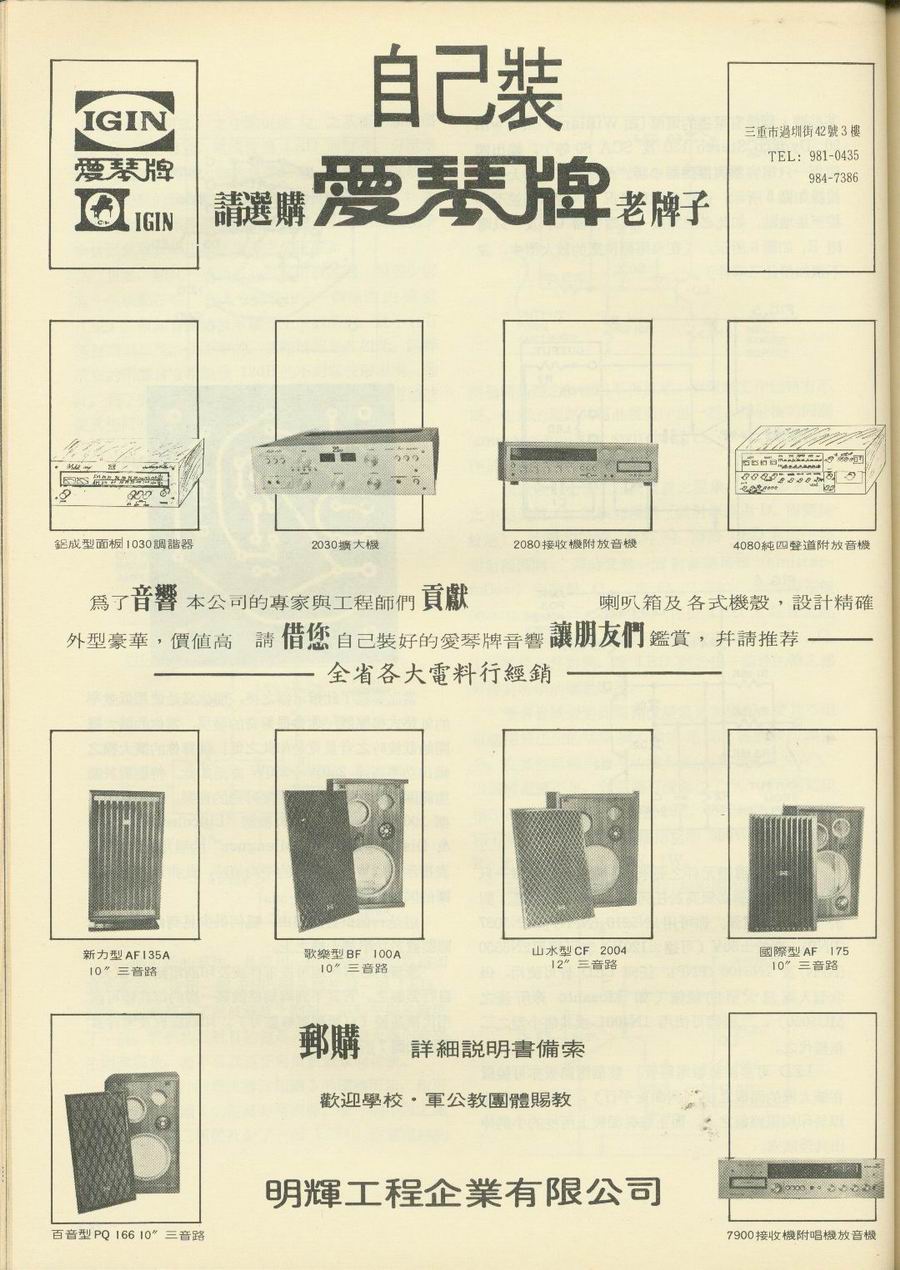 自己裝
IGIN
愛琴牌
IGIN
請選購 愛琴牌 老牌子
三重市過圳街42號3樓
TEL: 981-0435
984-7386
鋁成型面板1030調諧器
2030擴大機
2080接收機附放音機
4080純四聲道附放音機
爲了音響本公司的專家與工程師們貢獻 喇叭箱及各式機殼,設計精確
外型豪華,價值高 請借您自己裝好的愛琴牌音響讓朋友們鑑賞,幷請推荐
全省各大電料行經銷
新力型AF135A
10" 三音路
歌樂型BF 100A
10" 三音路
山水型CF 2004
12" 三音路
國際型AF 175
10" 三音路
郵購 詳細説明書備索
歡迎學校・軍公教團體賜教
明輝工程企業有限公司
百音型PQ 166 10" 三音路
7900接收機附唱機放音機